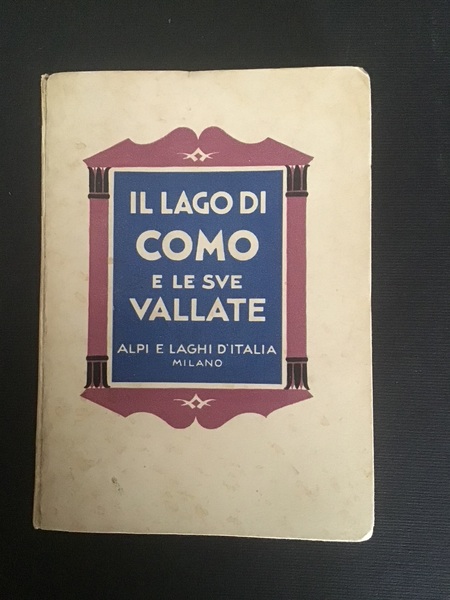 IL LAGO DI
COMO
E LE SVE
VALLATE
ALPI E LAGHI D'ITALIA
MILANO